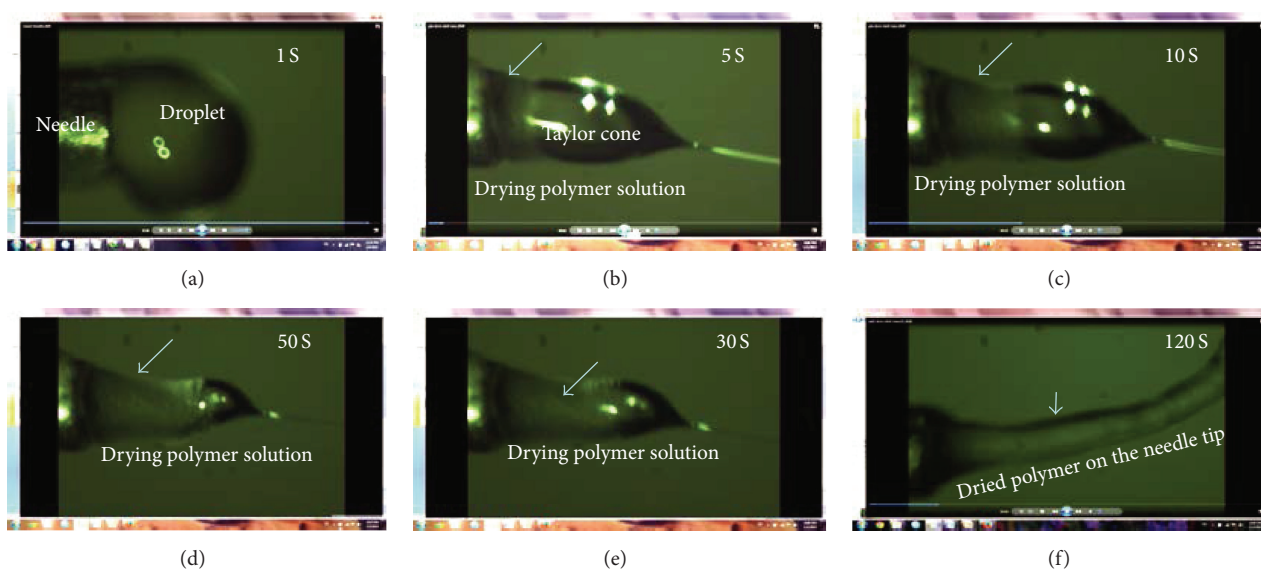 1 S
Droplet
Needle
(a)
5 S
Taylor cone
Drying polymer solution
(b)
10 S
Drying polymer solution
(c)
50 S
Drying polymer solution
(d)
30 S
Drying polymer solution
(e)
120 S
Dried polymer on the needle tip
(f)